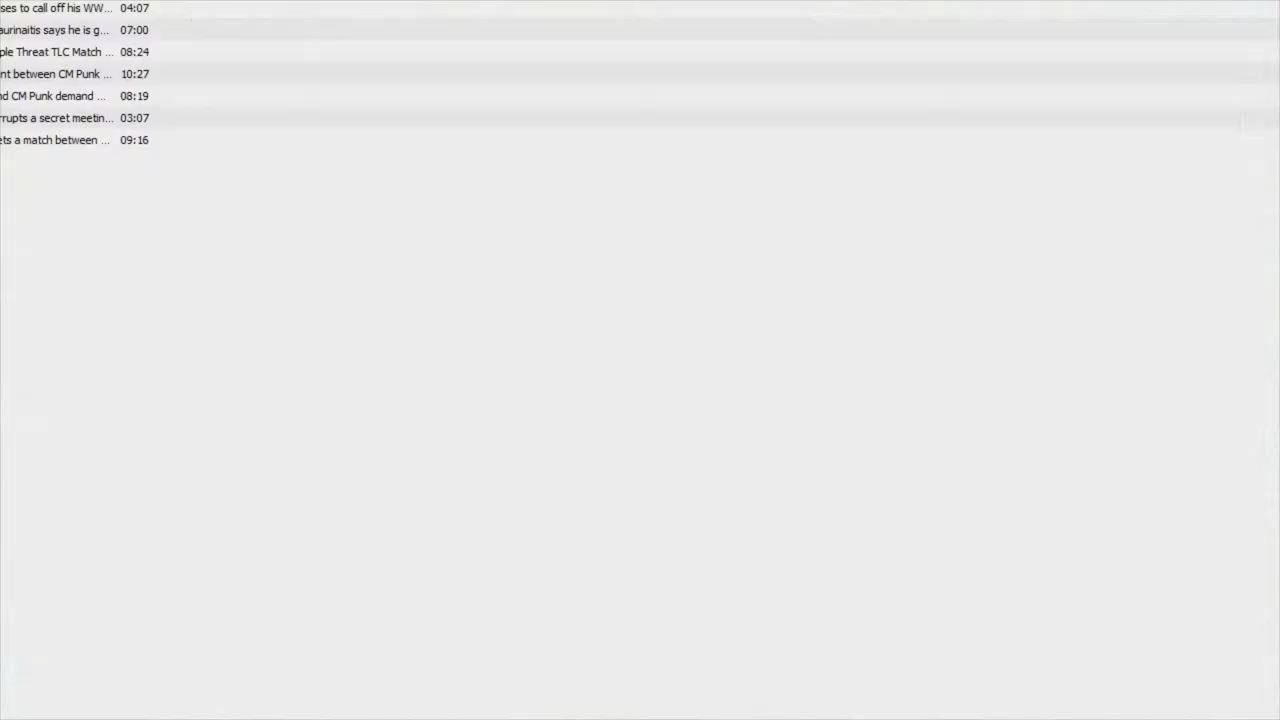 ses to call off his WW... 04:07
aurinaitis says he is g... 07:00
ple Threat TLC Match ... 08:24
nt between CM Punk ... 10:27
nd CM Punk demand ... 08:19
rrupts a secret meetin... 03:07
ets a match between ... 09:16